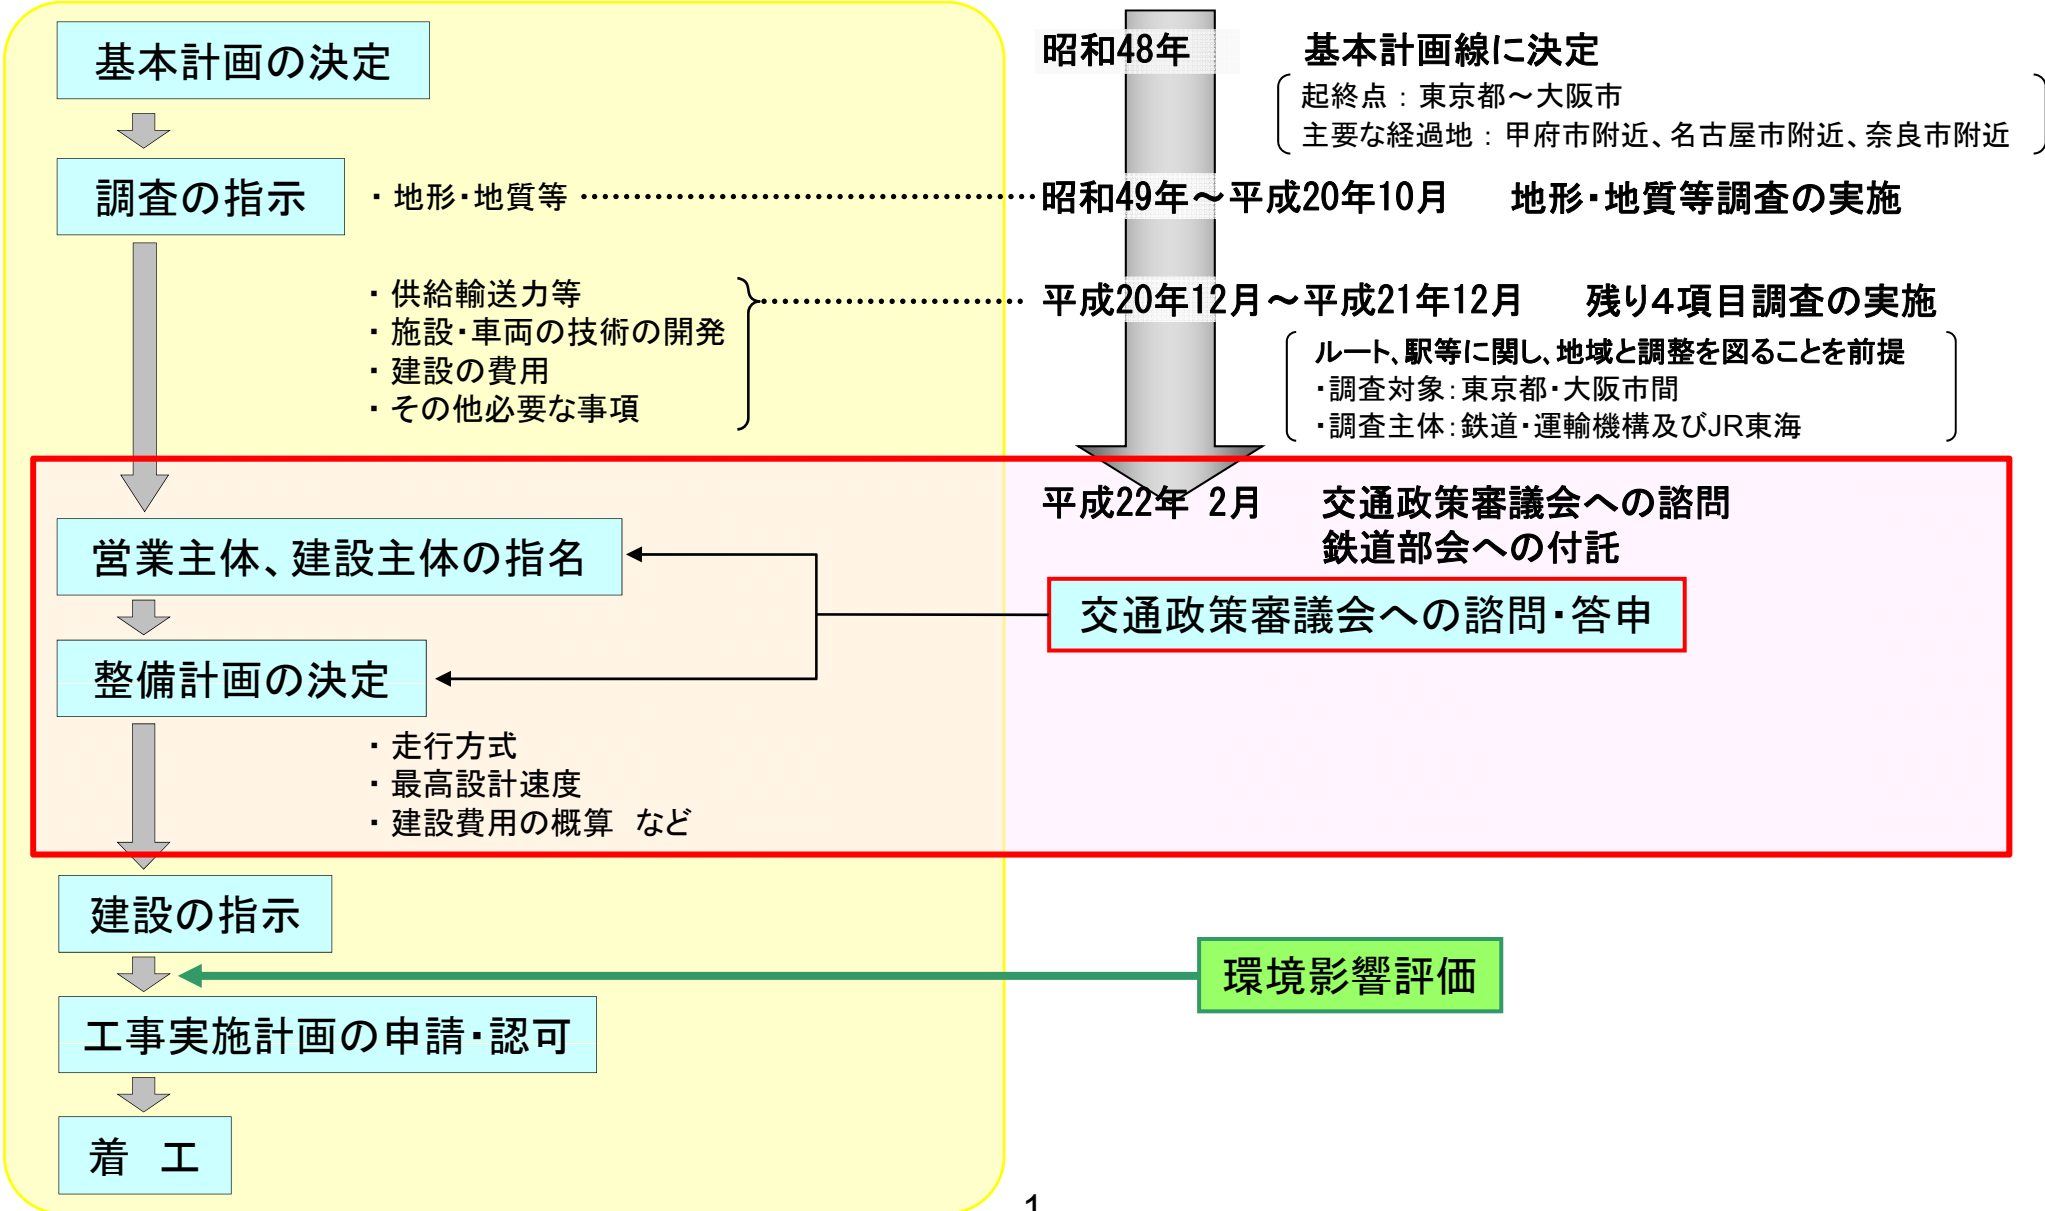 基本計画の決定
昭和48年　基本計画線に決定
起終点：東京都～大阪市
主要な経過地：甲府市附近、名古屋市附近、奈良市附近
調査の指示
・地形・地質等
昭和49年～平成20年10月　地形・地質等調査の実施
・供給輸送力等
・施設・車両の技術の開発
・建設の費用
・その他必要な事項
平成20年12月～平成21年12月　残り4項目調査の実施
ルート、駅等に関し、地域と調整を図ることを前提
・調査対象：東京都・大阪市間
・調査主体：鉄道・運輸機構及びJR東海
平成22年 2月　交通政策審議会への諮問
鉄道部会への付託
営業主体、建設主体の指名
交通政策審議会への諮問・答申
整備計画の決定
・走行方式
・最高設計速度
・建設費用の概算　など
建設の指示
環境影響評価
工事実施計画の申請・認可
着　工
1